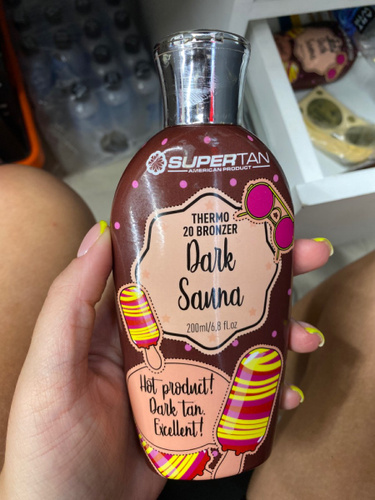 SUPERTAN
AMERICAN PRODUCT
THERMO
20 BRONZER
Dark
Sauna
200ml/6,8 fl.oz
Hot product!
Dark tan.
Excellent!